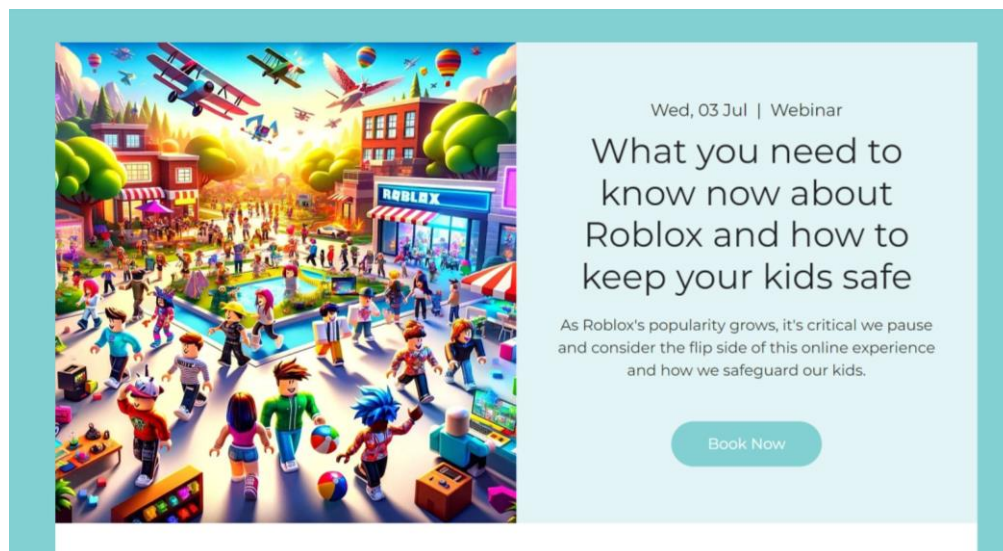 Wed, 03 Jul | Webinar
What you need to
know now about
Roblox and how to
keep your kids safe
As Roblox's popularity grows, it's critical we pause
and consider the flip side of this online experience
and how we safeguard our kids.
Book Now
ROBLOX